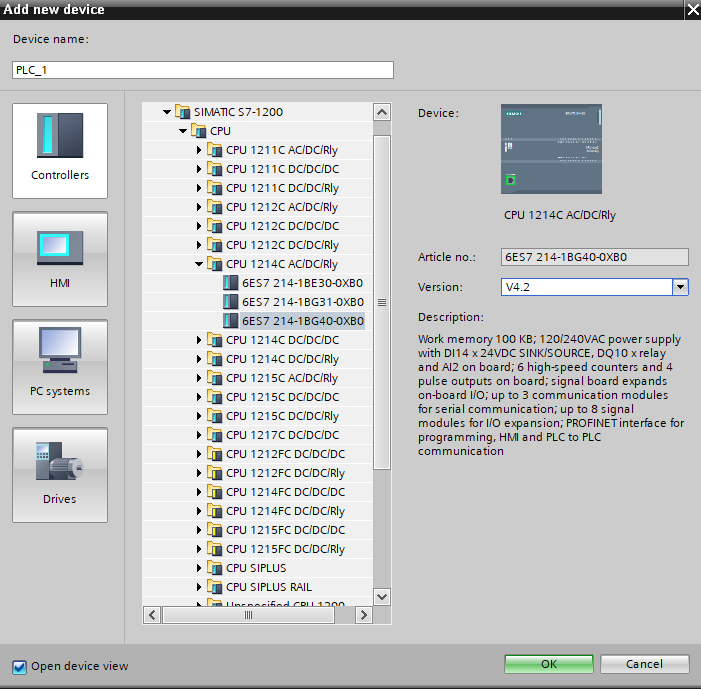 Add new device
Device name:
PLC_1
Controllers
HMI
PC systems
Drives
SIMATIC S7-1200
CPU
CPU 1211C AC/DC/Rly
CPU 1211C DC/DC/DC
CPU 1211C DC/DC/Rly
CPU 1212C AC/DC/Rly
CPU 1212C DC/DC/DC
CPU 1212C DC/DC/Rly
CPU 1214C AC/DC/Rly
6ES7 214-1BE30-0XB0
6ES7 214-1BG31-0XB0
6ES7 214-1BG40-0XB0
CPU 1214C DC/DC/DC
CPU 1214C DC/DC/Rly
CPU 1215C AC/DC/Rly
CPU 1215C DC/DC/DC
CPU 1215C DC/DC/Rly
CPU 1217C DC/DC/DC
CPU 1212FC DC/DC/DC
CPU 1212FC DC/DC/Rly
CPU 1214FC DC/DC/DC
CPU 1214FC DC/DC/Rly
CPU 1215FC DC/DC/DC
CPU 1215FC DC/DC/Rly
CPU SIPLUS
CPU SIPLUS RAIL
Unspecified CPU 1200
Device:
SIEMENS
CPU 1214C AC/DC/Rly
Article no.:
6ES7 214-1BG40-0XB0
Version:
V4.2
Description:
Work memory 100 KB; 120/240VAC power supply
with DI14 x 24VDC SINK/SOURCE, DQ10 x relay
and AI2 on board; 6 high-speed counters and 4
pulse outputs on board; signal board expands
on-board I/O; up to 3 communication modules
for serial communication; up to 8 signal
modules for I/O expansion; PROFINET interface for
programming, HMI and PLC to PLC
communication
Open device view
OK
Cancel